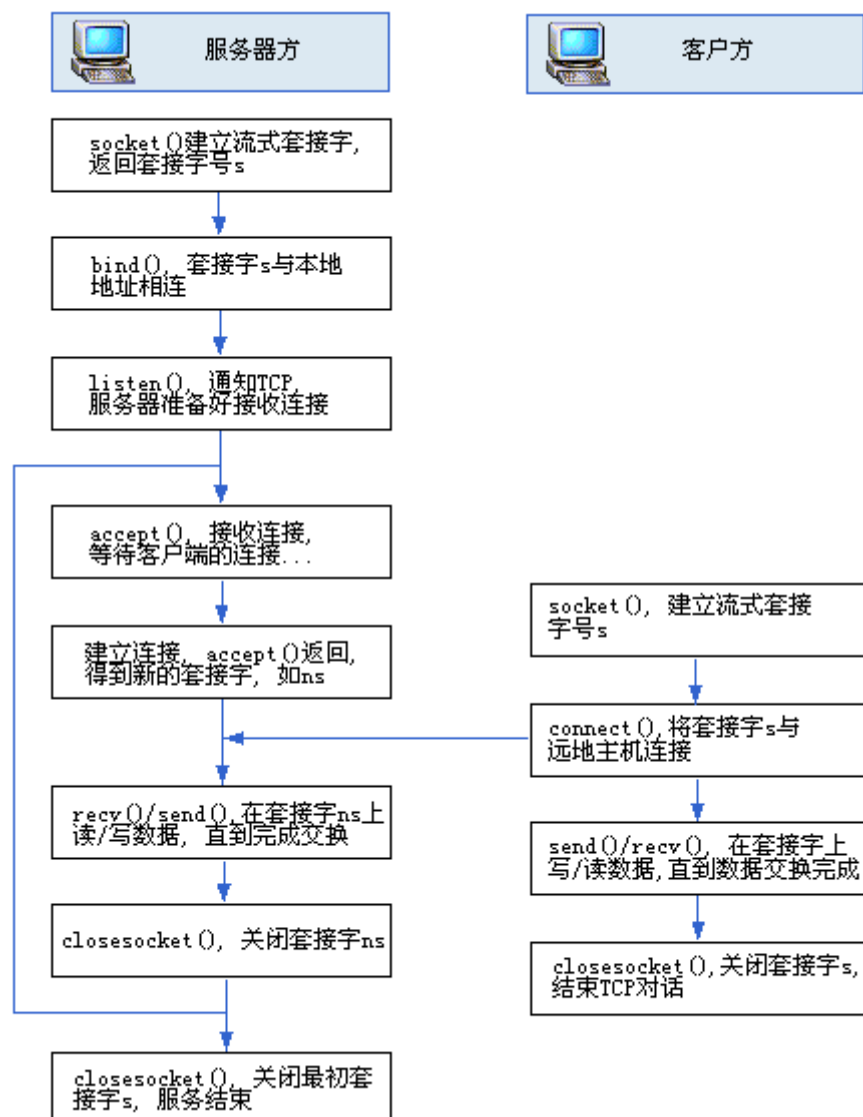 服务器方
客户方
socket()建立流式套接字,
返回套接字号s
bind(), 套接字s与本地
地址相连
listen(), 通知TCP,
服务器准备好接收连接
accept(), 接收连接,
等待客户端的连接...
建立连接, accept()返回,
得到新的套接字, 如ns
recv()/send(),在套接字ns上
读/写数据, 直到完成交换
closesocket(), 关闭套接字ns
closesocket(), 关闭最初套
接字s, 服务结束
socket(), 建立流式套接
字号s
connect(),将套接字s与
远地主机连接
send()/recv(), 在套接字上
写/读数据,直到数据交换完成
closesocket(),关闭套接字s,
结束TCP对话